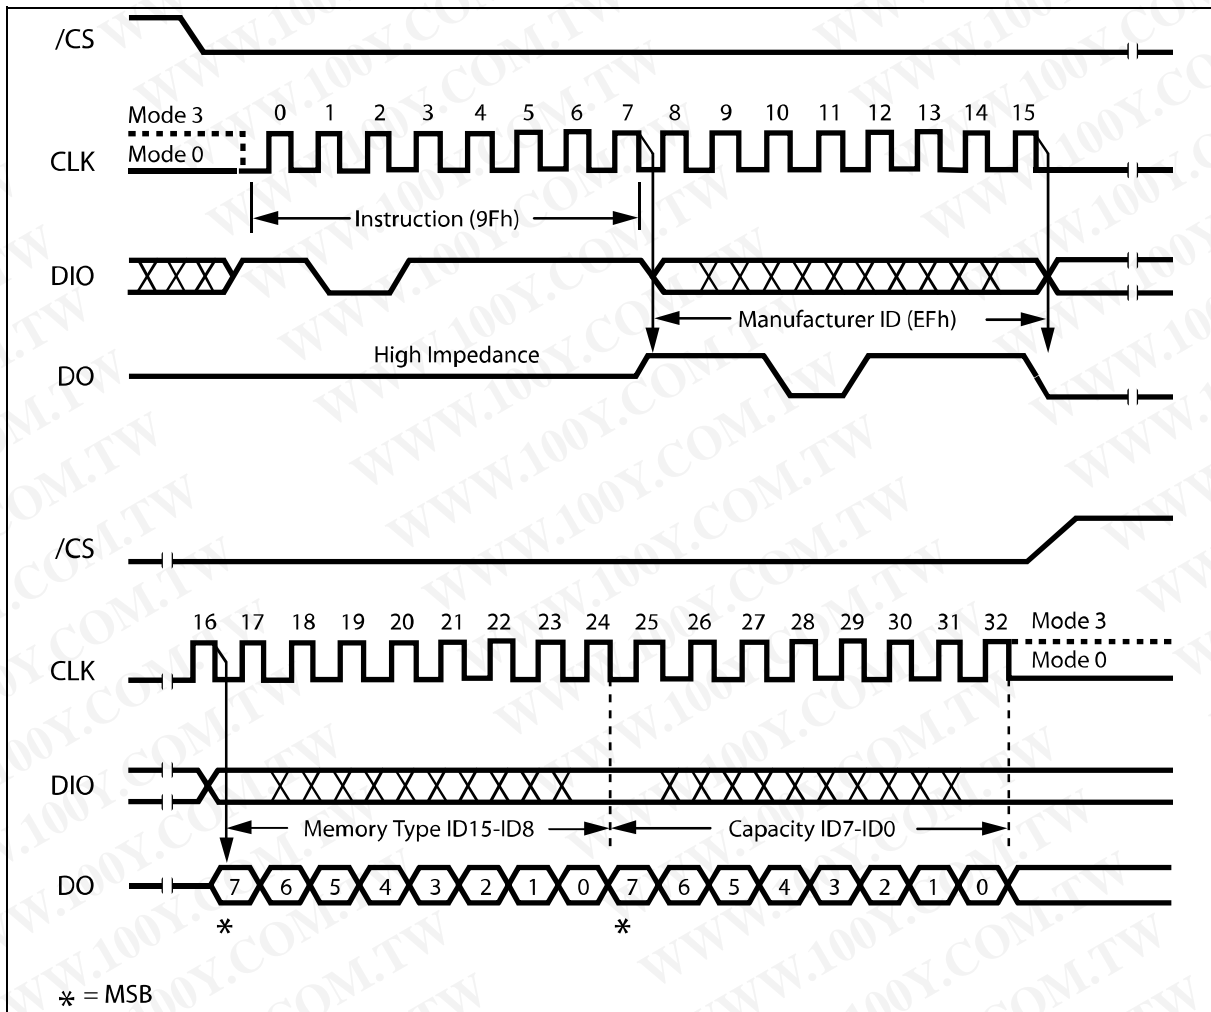 /CS
0 1 2 3 4 5 6 7 8 9 10 11 12 13 14 15
Mode 3
Mode 0
CLK
Instruction (9Fh)
DIO
Manufacturer ID (EFh)
High Impedance
DO
/CS
16 17 18 19 20 21 22 23 24 25 26 27 28 29 30 31 32
Mode 3
Mode 0
CLK
DIO
Memory Type ID15-ID8
Capacity ID7-ID0
DO
7 6 5 4 3 2 1 0 7 6 5 4 3 2 1 0
* *
* = MSB
WWW.100Y.COM.TW